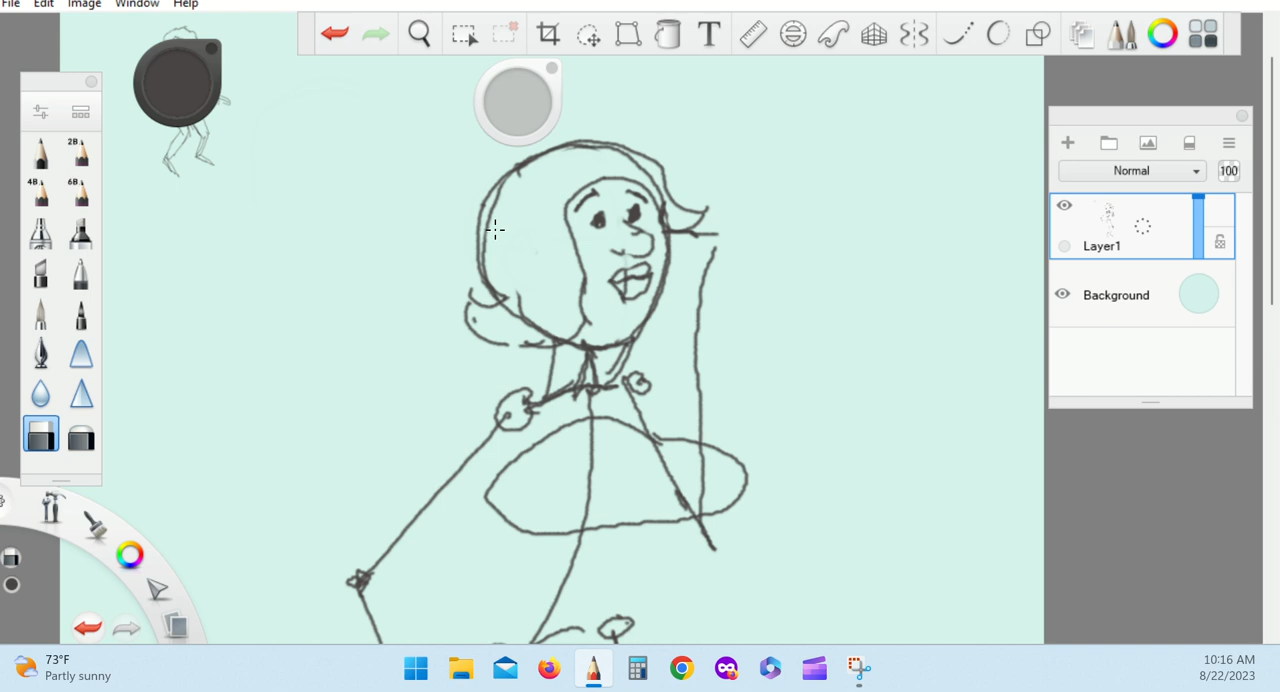 File Edit Image Window Help
T
2B
4B 6B
Normal 100
Layer1
Background
73°F
Partly sunny
10:16 AM
8/22/2023